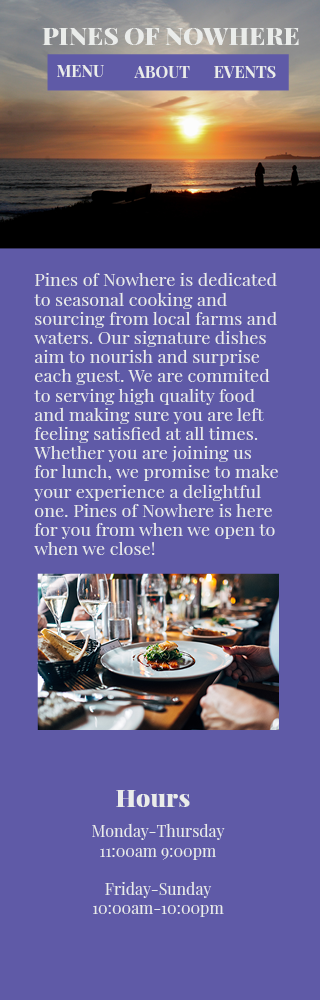 PINES OF NOWHERE
MENU ABOUT EVENTS
Pines of Nowhere is dedicated
to seasonal cooking and
sourcing from local farms and
waters. Our signature dishes
aim to nourish and surprise
each guest. We are commited
to serving high quality food
and making sure you are left
feeling satisfied at all times.
Whether you are joining us
for lunch, we promise to make
your experience a delightful
one. Pines of Nowhere is here
for you from when we open to
when we close!
Hours
Monday-Thursday
11:00am 9:00pm
Friday-Sunday
10:00am-10:00pm